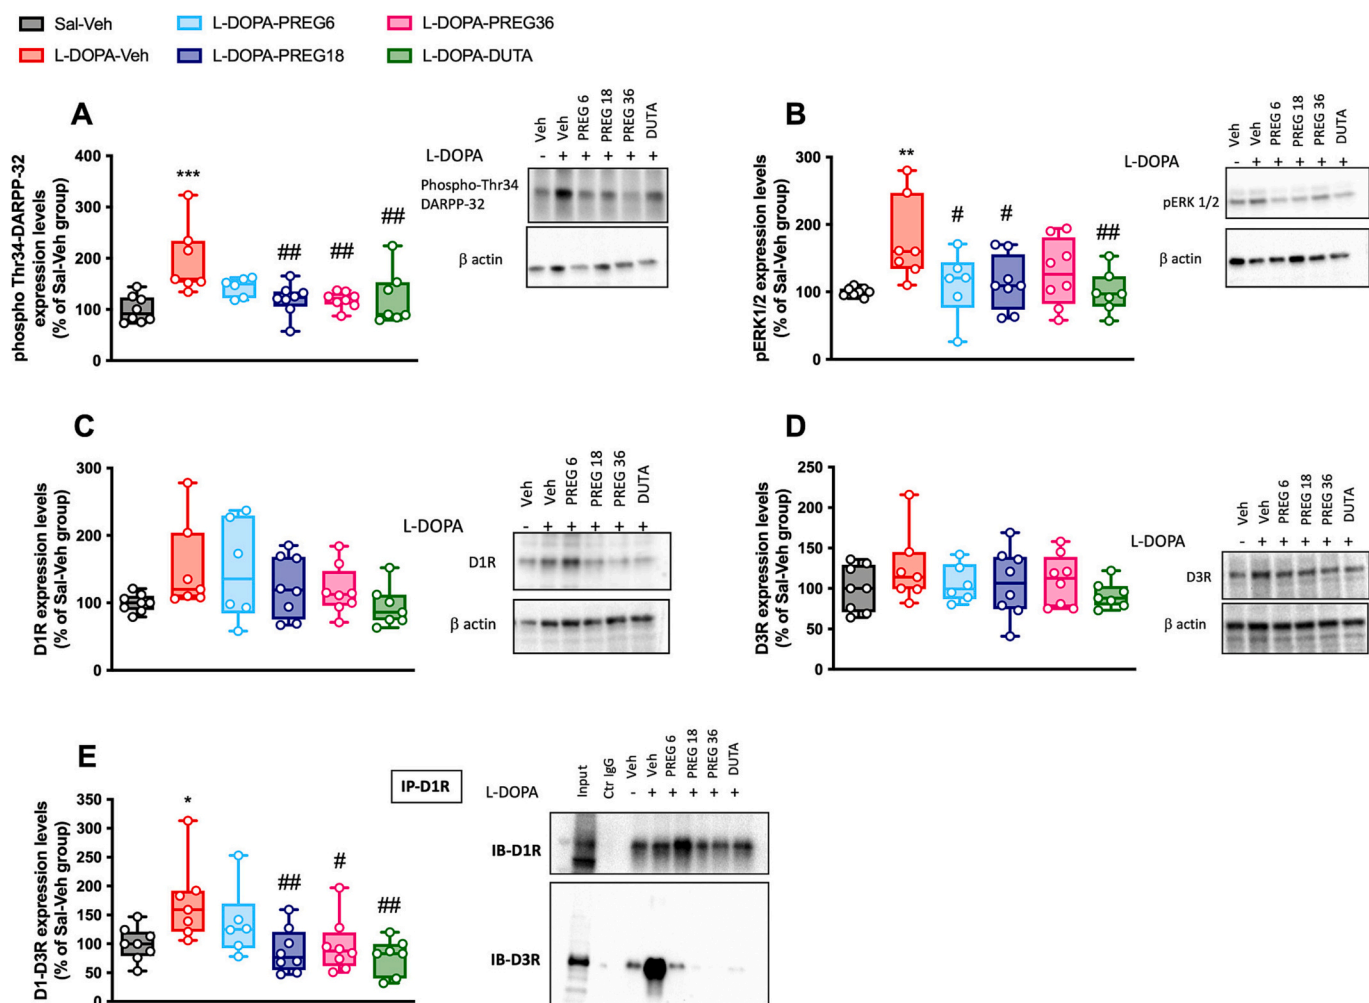 Sal-Veh
L-DOPA-PREG6
L-DOPA-PREG36
L-DOPA-Veh
L-DOPA-PREG18
L-DOPA-DUTA
A
phospho Thr34-DARPP-32
expression levels
(% of Sal-Veh group)
400
300
200
100
0
***
##
##
##
Veh
Veh
PREG 6
PREG 18
PREG 36
DUTA
L-DOPA
- + + + + +
Phospho-Thr34
DARPP-32
β actin
B
pERK1/2 expression levels
(% of Sal-Veh group)
300
200
100
0
**
#
#
##
Veh
Veh
PREG 6
PREG 18
PREG 36
DUTA
L-DOPA
- + + + + +
pERK 1/2
β actin
C
D1R expression levels
(% of Sal-Veh group)
300
200
100
0
Veh
Veh
PREG 6
PREG 18
PREG 36
DUTA
L-DOPA
- + + + + +
D1R
β actin
D
D3R expression levels
(% of Sal-Veh group)
250
200
150
100
50
0
Veh
Veh
PREG 6
PREG 18
PREG 36
DUTA
L-DOPA
- + + + + +
D3R
β actin
E
D1-D3R expression levels
(% of Sal-Veh group)
350
300
250
200
150
100
50
0
*
##
#
##
IP-D1R
Input
Ctr IgG
Veh
Veh
PREG 6
PREG 18
PREG 36
DUTA
L-DOPA
- + + + + +
IB-D1R
IB-D3R